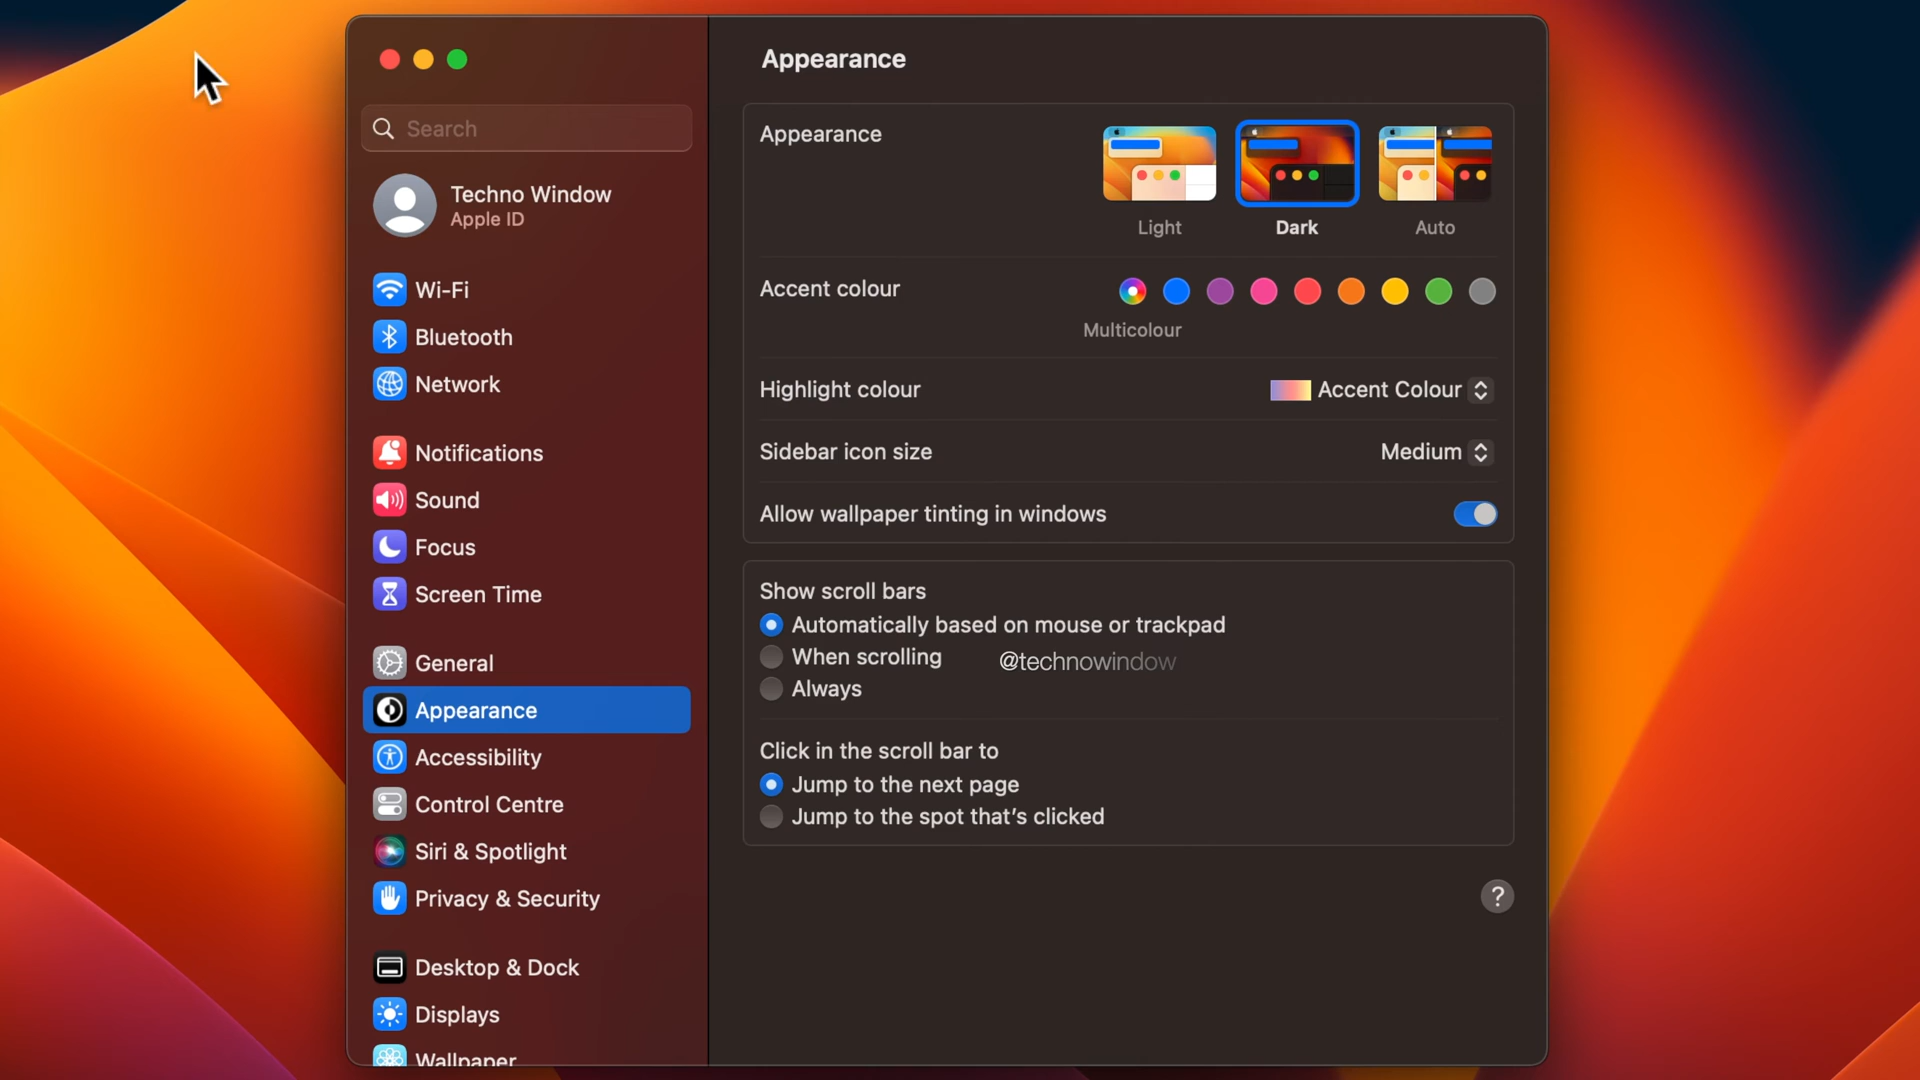 Search
Techno Window
Apple ID
Wi-Fi
Bluetooth
Network
Notifications
Sound
Focus
Screen Time
General
Appearance
Accessibility
Control Centre
Siri & Spotlight
Privacy & Security
Desktop & Dock
Displays
Wallpaper
Appearance
Appearance
Light
Dark
Auto
Accent colour
Multicolour
Highlight colour
Accent Colour
Sidebar icon size
Medium
Allow wallpaper tinting in windows
Show scroll bars
Automatically based on mouse or trackpad
When scrolling
@technowindow
Always
Click in the scroll bar to
Jump to the next page
Jump to the spot that’s clicked
?